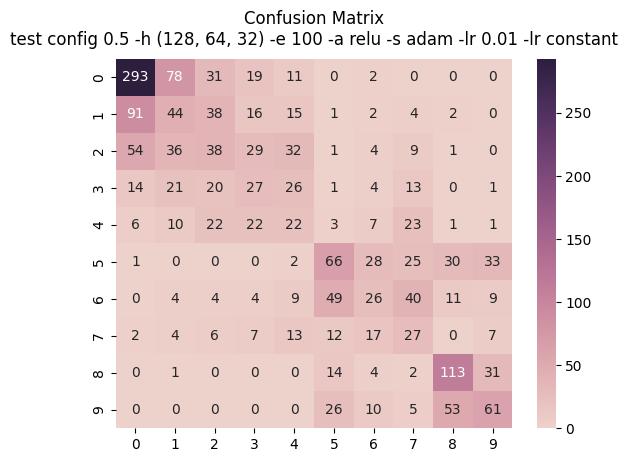 Confusion Matrix
test config 0.5 -h (128, 64, 32) -e 100 -a relu -s adam -lr 0.01 -lr constant
0 293 78 31 19 11 0 2 0 0 0
1 91 44 38 16 15 1 2 4 2 0
2 54 36 38 29 32 1 4 9 1 0
3 14 21 20 27 26 1 4 13 0 1
4 6 10 22 22 22 3 7 23 1 1
5 1 0 0 0 2 66 28 25 30 33
6 0 4 4 4 9 49 26 40 11 9
7 2 4 6 7 13 12 17 27 0 7
8 0 1 0 0 0 14 4 2 113 31
9 0 0 0 0 0 26 10 5 53 61
0 1 2 3 4 5 6 7 8 9
250
200
150
100
50
0